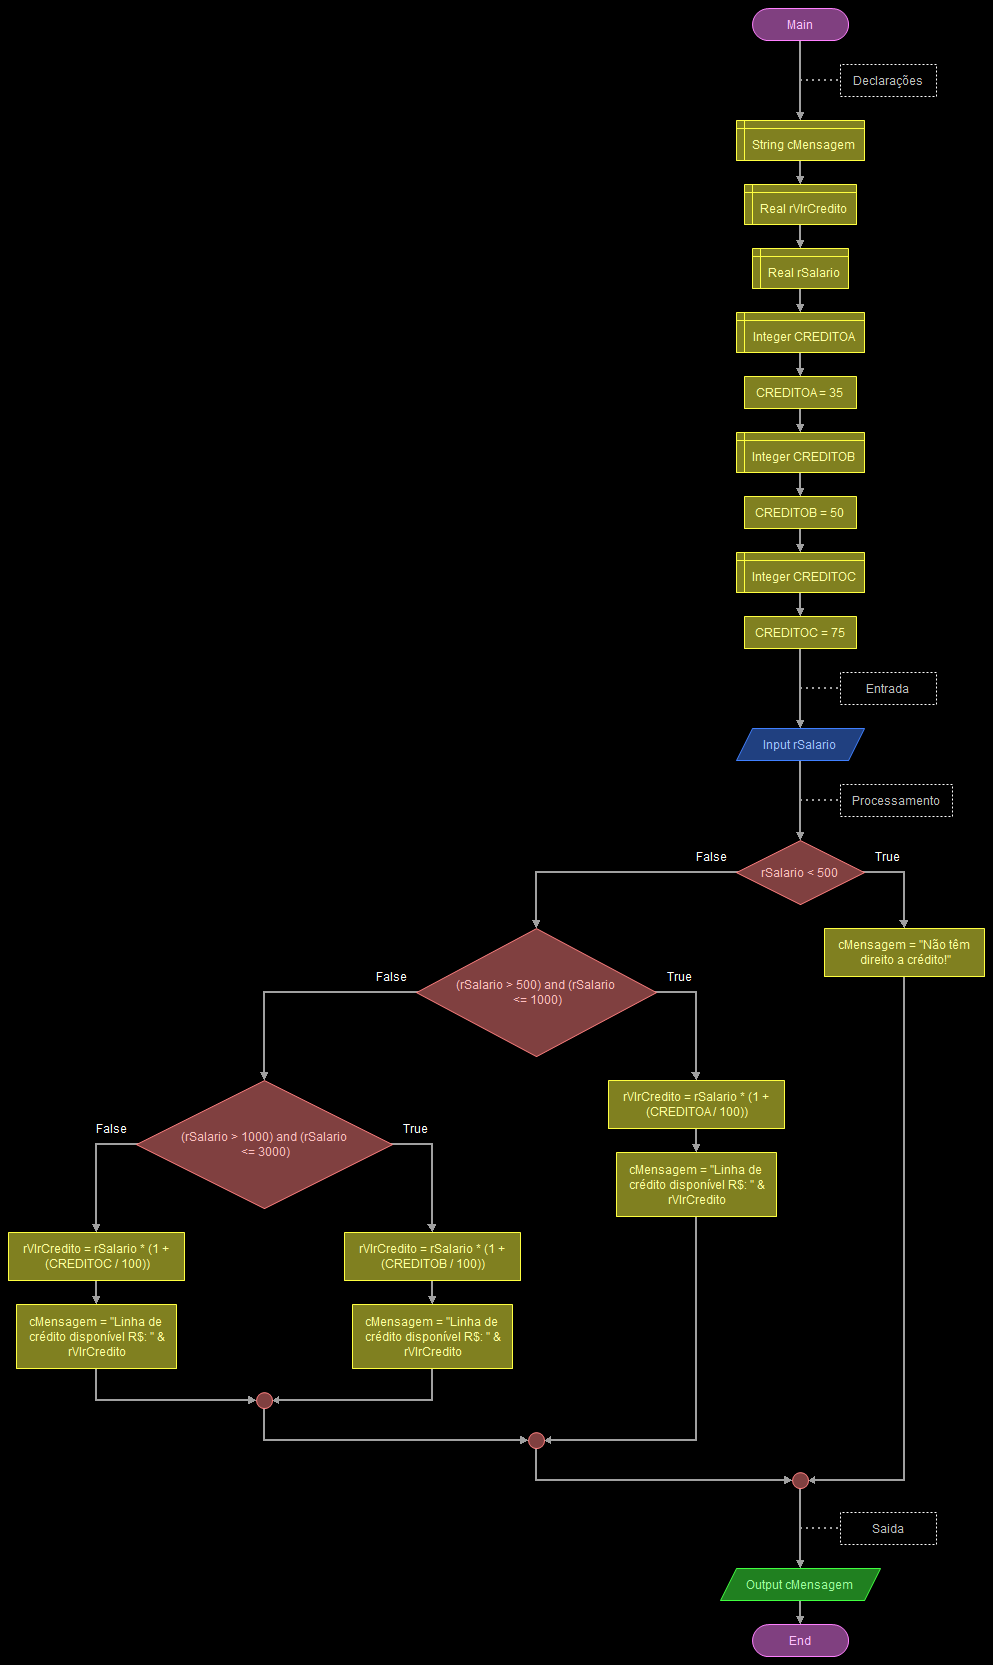 Main
Declarações
String cMensagem
Real rVlrCredito
Real rSalario
Integer CREDITOA
CREDITOA = 35
Integer CREDITOB
CREDITOB = 50
Integer CREDITOC
CREDITOC = 75
Entrada
Input rSalario
Processamento
False
True
rSalario < 500
cMensagem = "Não têm
direito a crédito!"
False
True
(rSalario > 500) and (rSalario
<= 1000)
rVlrCredito = rSalario * (1 +
(CREDITOA / 100))
cMensagem = "Linha de
crédito disponível R$: " &
rVlrCredito
False
True
(rSalario > 1000) and (rSalario
<= 3000)
rVlrCredito = rSalario * (1 +
(CREDITOC / 100))
cMensagem = "Linha de
crédito disponível R$: " &
rVlrCredito
rVlrCredito = rSalario * (1 +
(CREDITOB / 100))
cMensagem = "Linha de
crédito disponível R$: " &
rVlrCredito
Saida
Output cMensagem
End